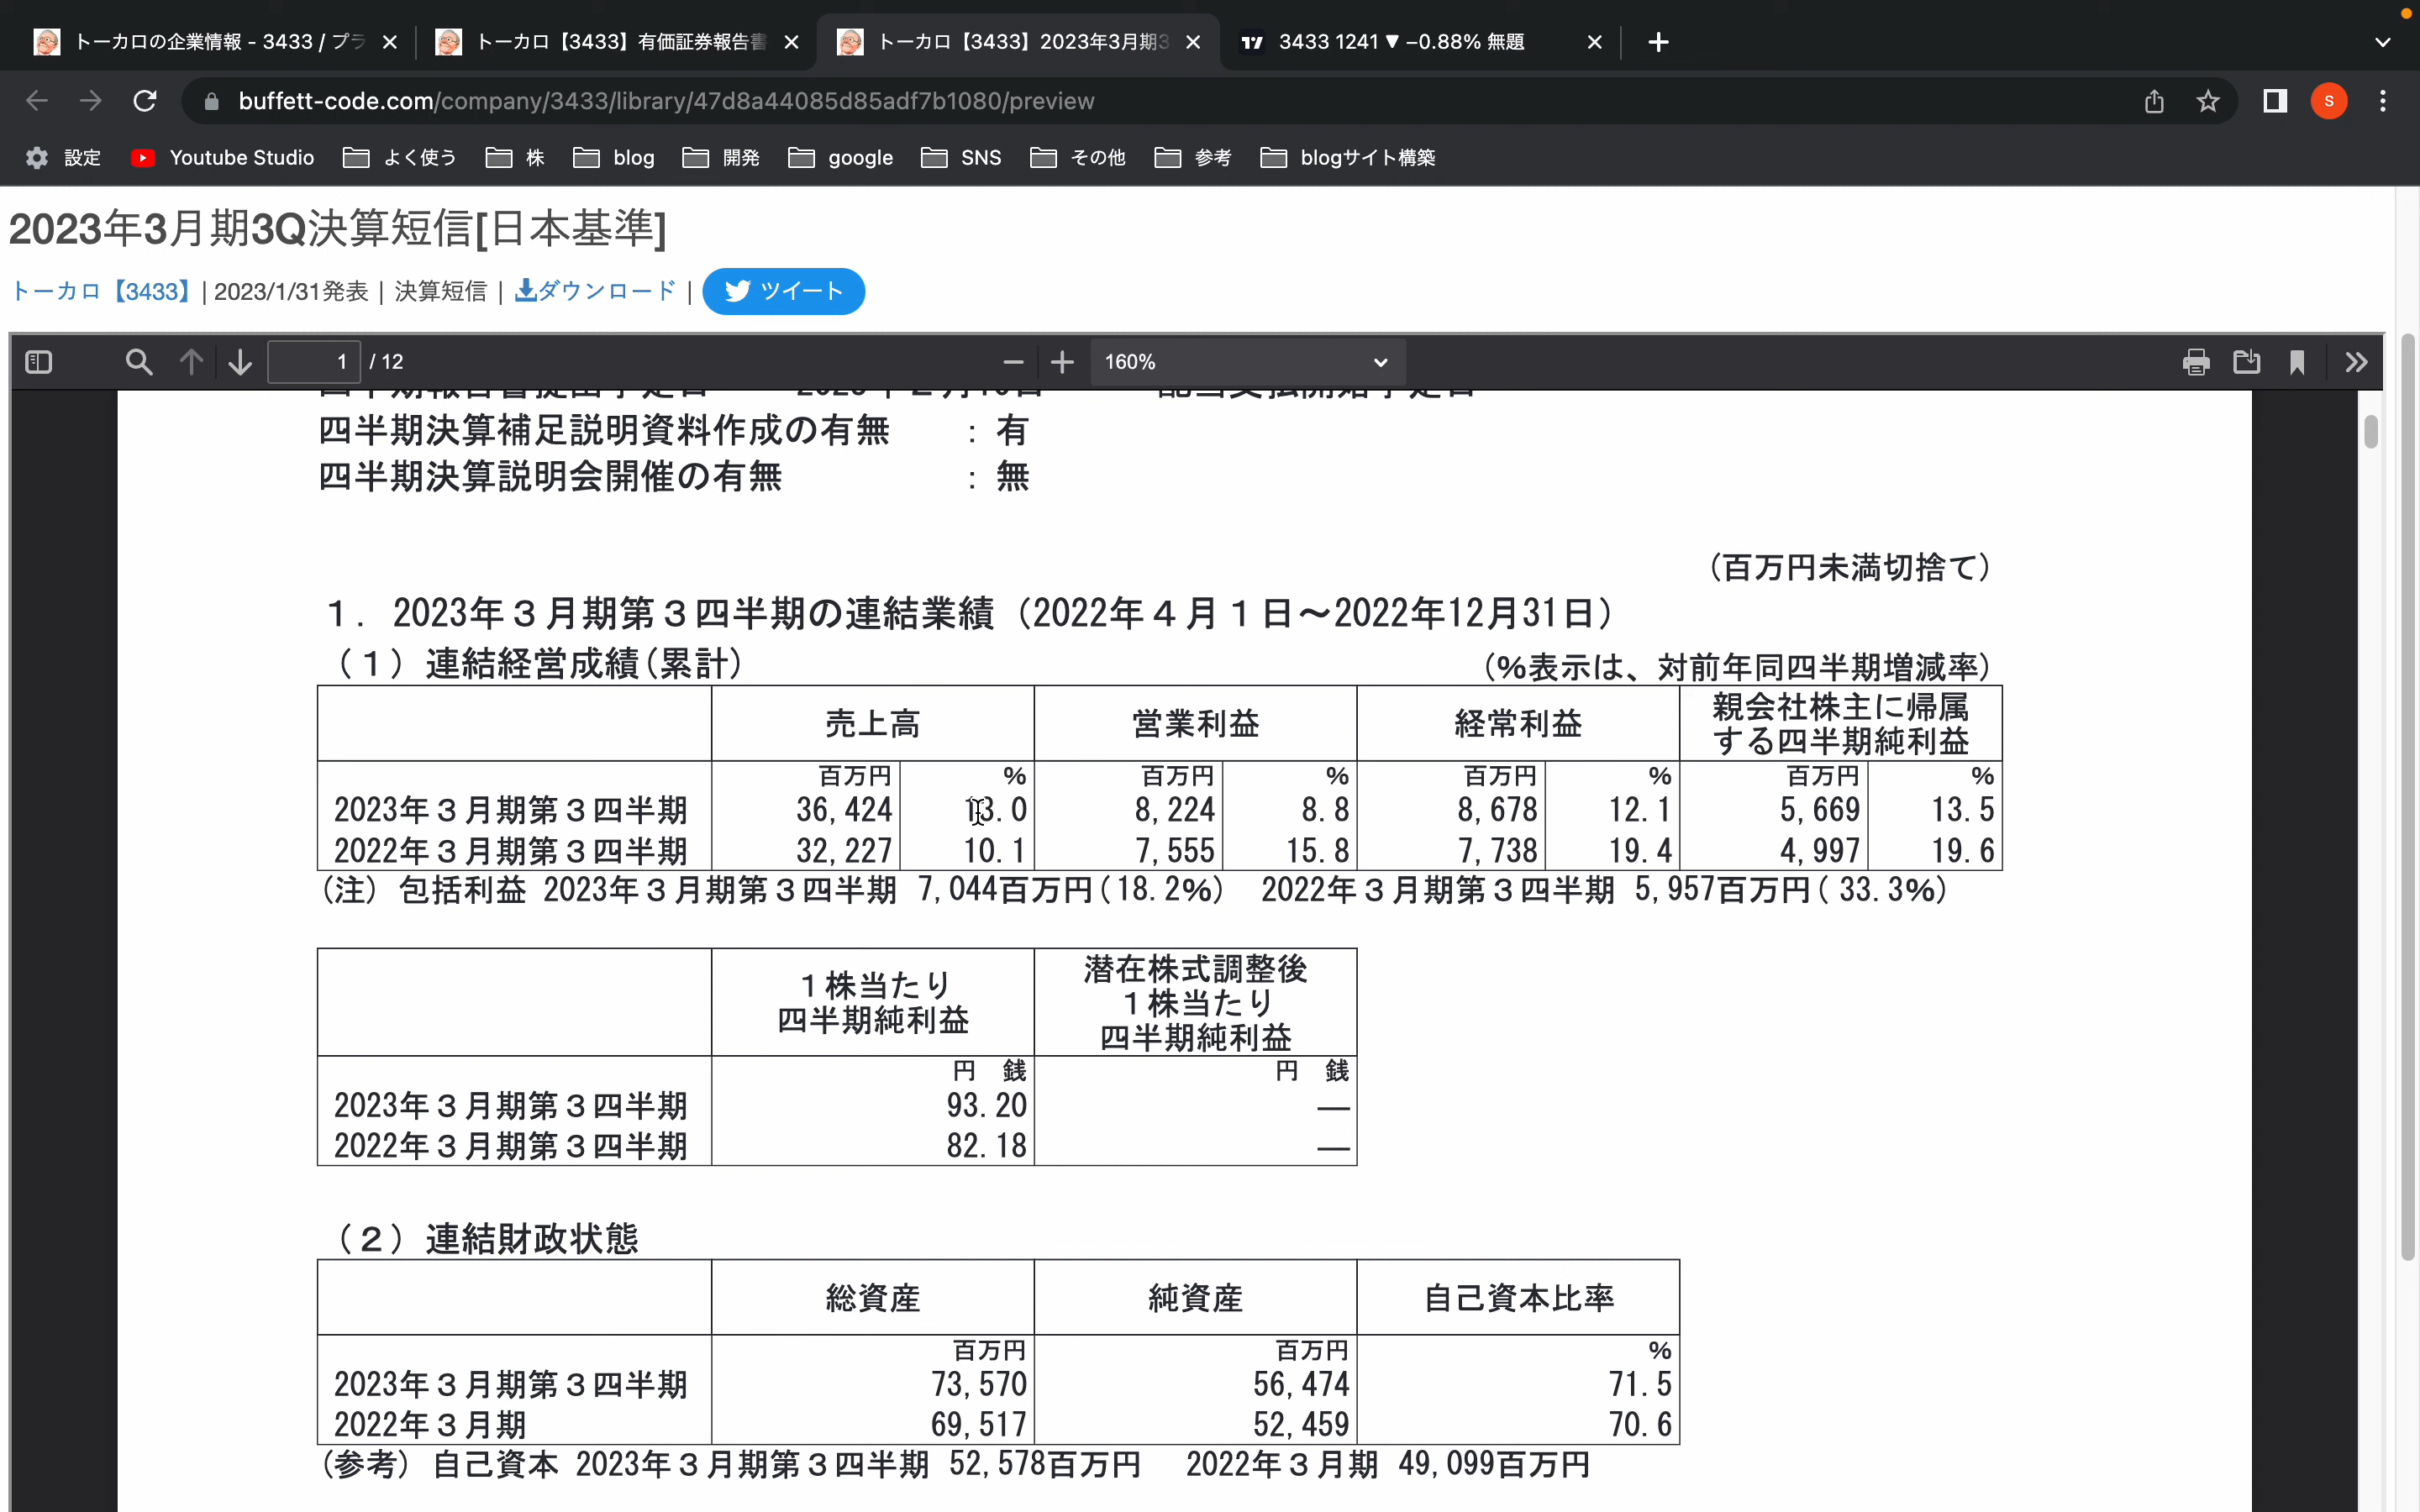 トーカロの企業情報 - 3433 / プラ
トーカロ【3433】有価証券報告書
トーカロ【3433】2023年3月期3
3433 1241 ▼ −0.88% 無題
buffett-code.com/company/3433/library/47d8a44085d85adf7b1080/preview
S
設定 Youtube Studio よく使う 株 blog 開発 google SNS その他 参考 blogサイト構築
2023年3月期3Q決算短信[日本基準]
トーカロ【3433】| 2023/1/31発表 | 決算短信 | ダウンロード | ツイート
1 / 12 160%
四半期決算補足説明資料作成の有無 : 有
四半期決算説明会開催の有無 : 無
(百万円未満切捨て)
1. 2023年3月期第3四半期の連結業績(2022年4月1日~2022年12月31日)
(1)連結経営成績(累計) (%表示は、対前年同四半期増減率)
売上高 営業利益 経常利益 親会社株主に帰属
する四半期純利益
百万円 % 百万円 % 百万円 % 百万円 %
2023年3月期第3四半期 36,424 13.0 8,224 8.8 8,678 12.1 5,669 13.5
2022年3月期第3四半期 32,227 10.1 7,555 15.8 7,738 19.4 4,997 19.6
(注)包括利益 2023年3月期第3四半期 7,044百万円(18.2%) 2022年3月期第3四半期 5,957百万円( 33.3%)
1株当たり
四半期純利益
潜在株式調整後
1株当たり
四半期純利益
円 銭 円 銭
2023年3月期第3四半期 93.20 ―
2022年3月期第3四半期 82.18 ―
(2)連結財政状態
総資産 純資産 自己資本比率
百万円 百万円 %
2023年3月期第3四半期 73,570 56,474 71.5
2022年3月期 69,517 52,459 70.6
(参考)自己資本 2023年3月期第3四半期 52,578百万円 2022年3月期 49,099百万円